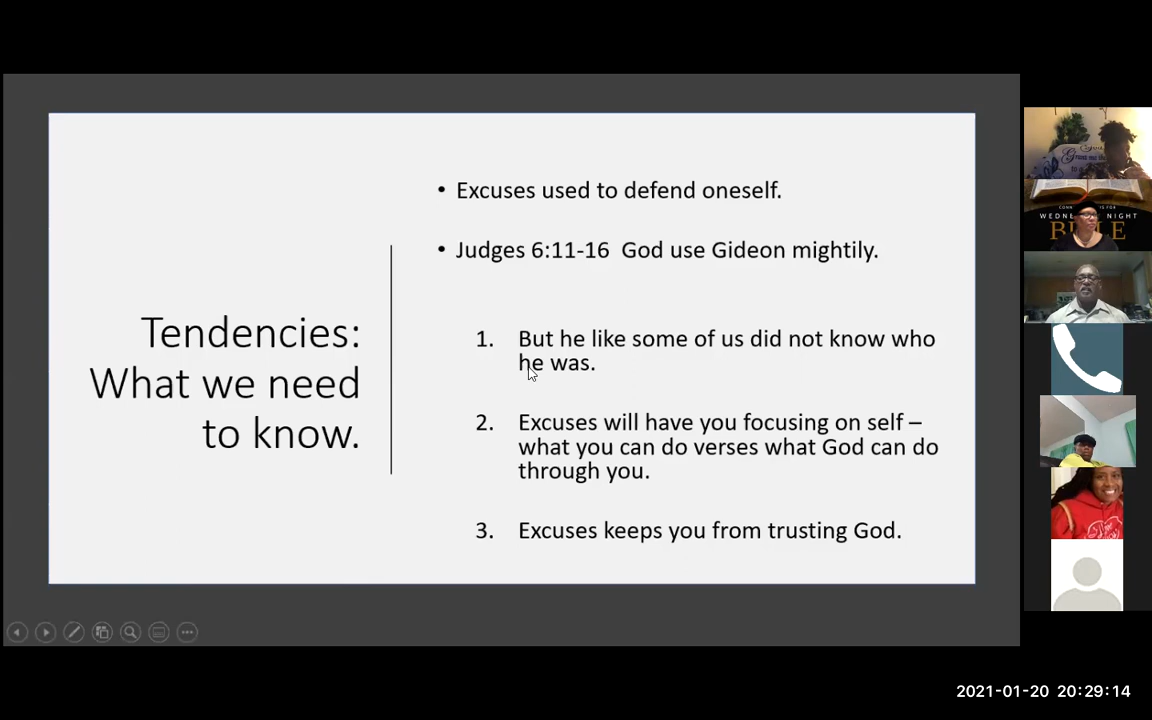 Tendencies:
What we need
to know.
• Excuses used to defend oneself.
• Judges 6:11-16 God use Gideon mightily.
1. But he like some of us did not know who
he was.
2. Excuses will have you focusing on self –
what you can do verses what God can do
through you.
3. Excuses keeps you from trusting God.
WEDNE NIGHT
2021-01-20 20:29:14